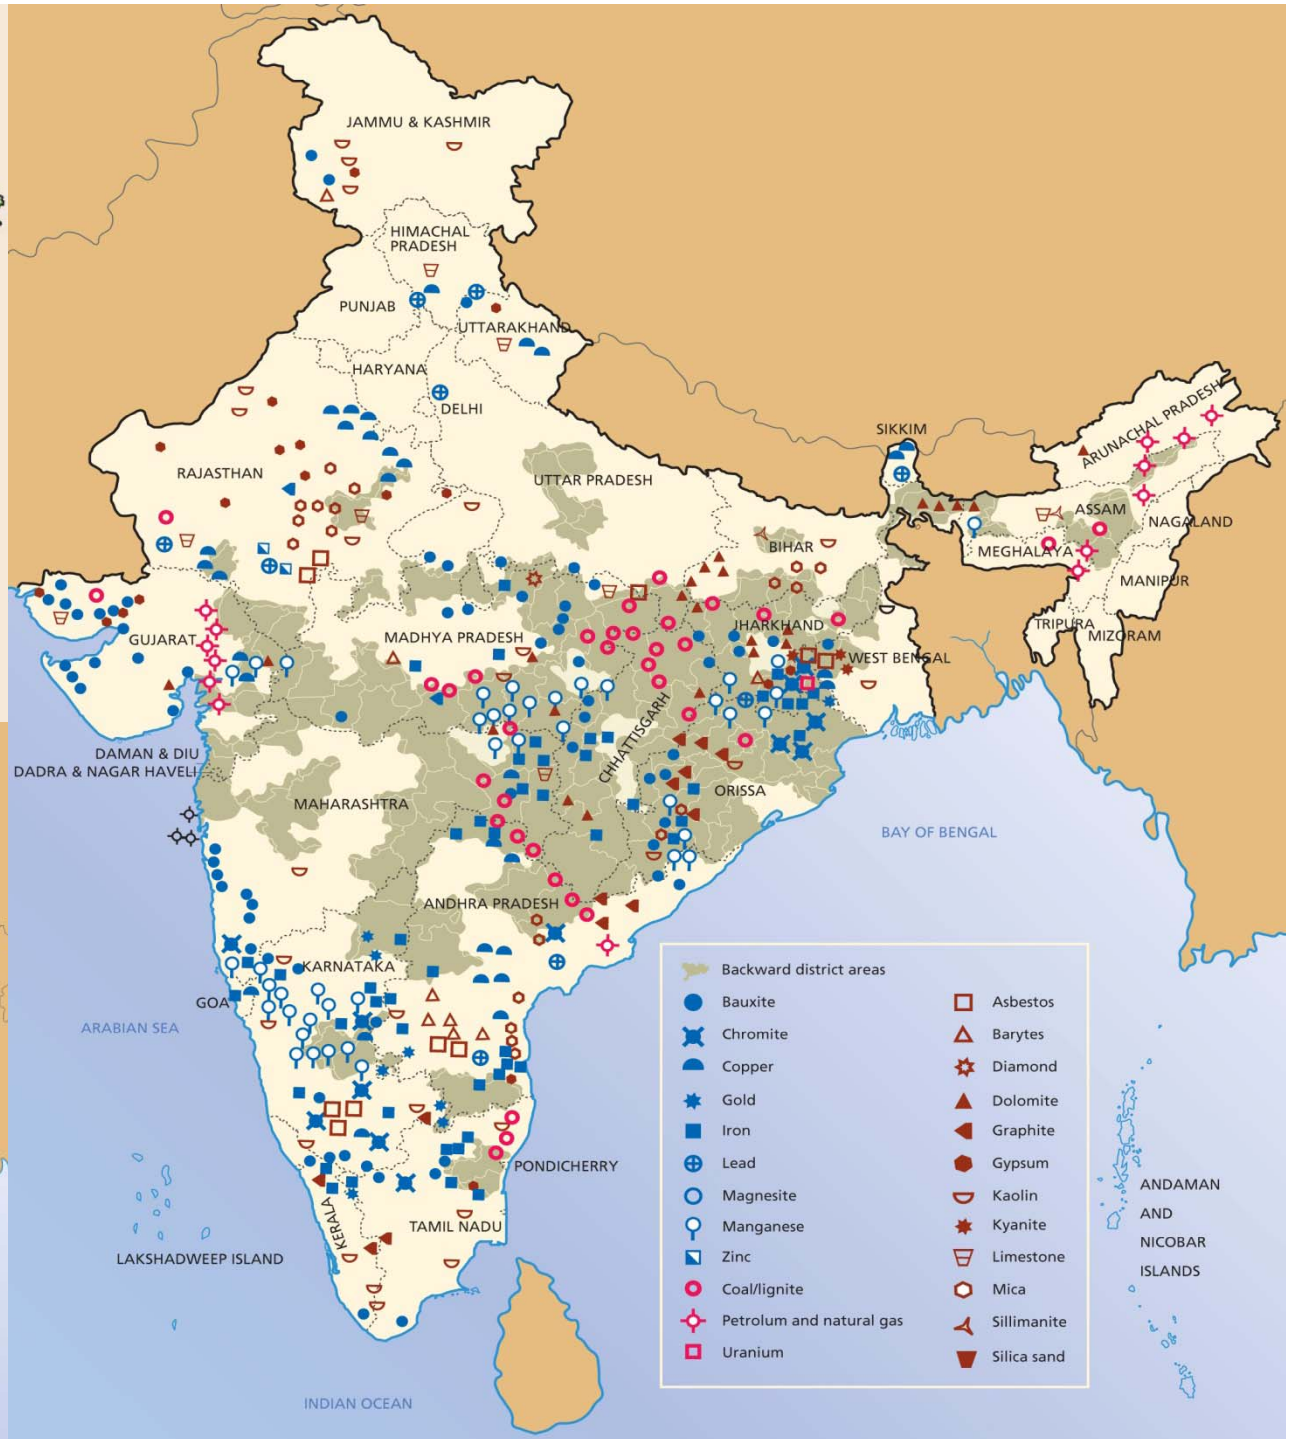 JAMMU & KASHMIR
HIMACHAL
PRADESH
PUNJAB
UTTARAKHAND
HARYANA
DELHI
SIKKIM
ARUNACHAL PRADESH
RAJASTHAN
UTTAR PRADESH
ASSAM
NAGALAND
BIHAR
MEGHALAYA
MANIPUR
TRIPURA
MIZORAM
GUJARAT
MADHYA PRADESH
JHARKHAND
WEST BENGAL
CHHATTISGARH
DAMAN & DIU
DADRA & NAGAR HAVELI
MAHARASHTRA
ORISSA
BAY OF BENGAL
ANDHRA PRADESH
KARNATAKA
GOA
ARABIAN SEA
PONDICHERRY
KERALA
TAMIL NADU
LAKSHADWEEP ISLAND
INDIAN OCEAN
ANDAMAN
AND
NICOBAR
ISLANDS
Backward district areas
Bauxite
Chromite
Copper
Gold
Iron
Lead
Magnesite
Manganese
Zinc
Coal/lignite
Petrolum and natural gas
Uranium
Asbestos
Barytes
Diamond
Dolomite
Graphite
Gypsum
Kaolin
Kyanite
Limestone
Mica
Sillimanite
Silica sand